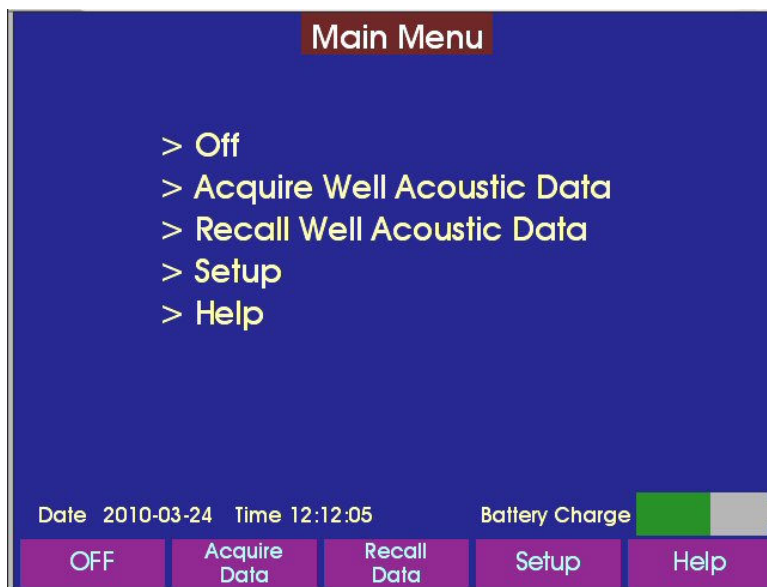 Main Menu
> Off
> Acquire Well Acoustic Data
> Recall Well Acoustic Data
> Setup
> Help
Date 2010-03-24 Time 12:12:05 Battery Charge
OFF Acquire Data Recall Data Setup Help